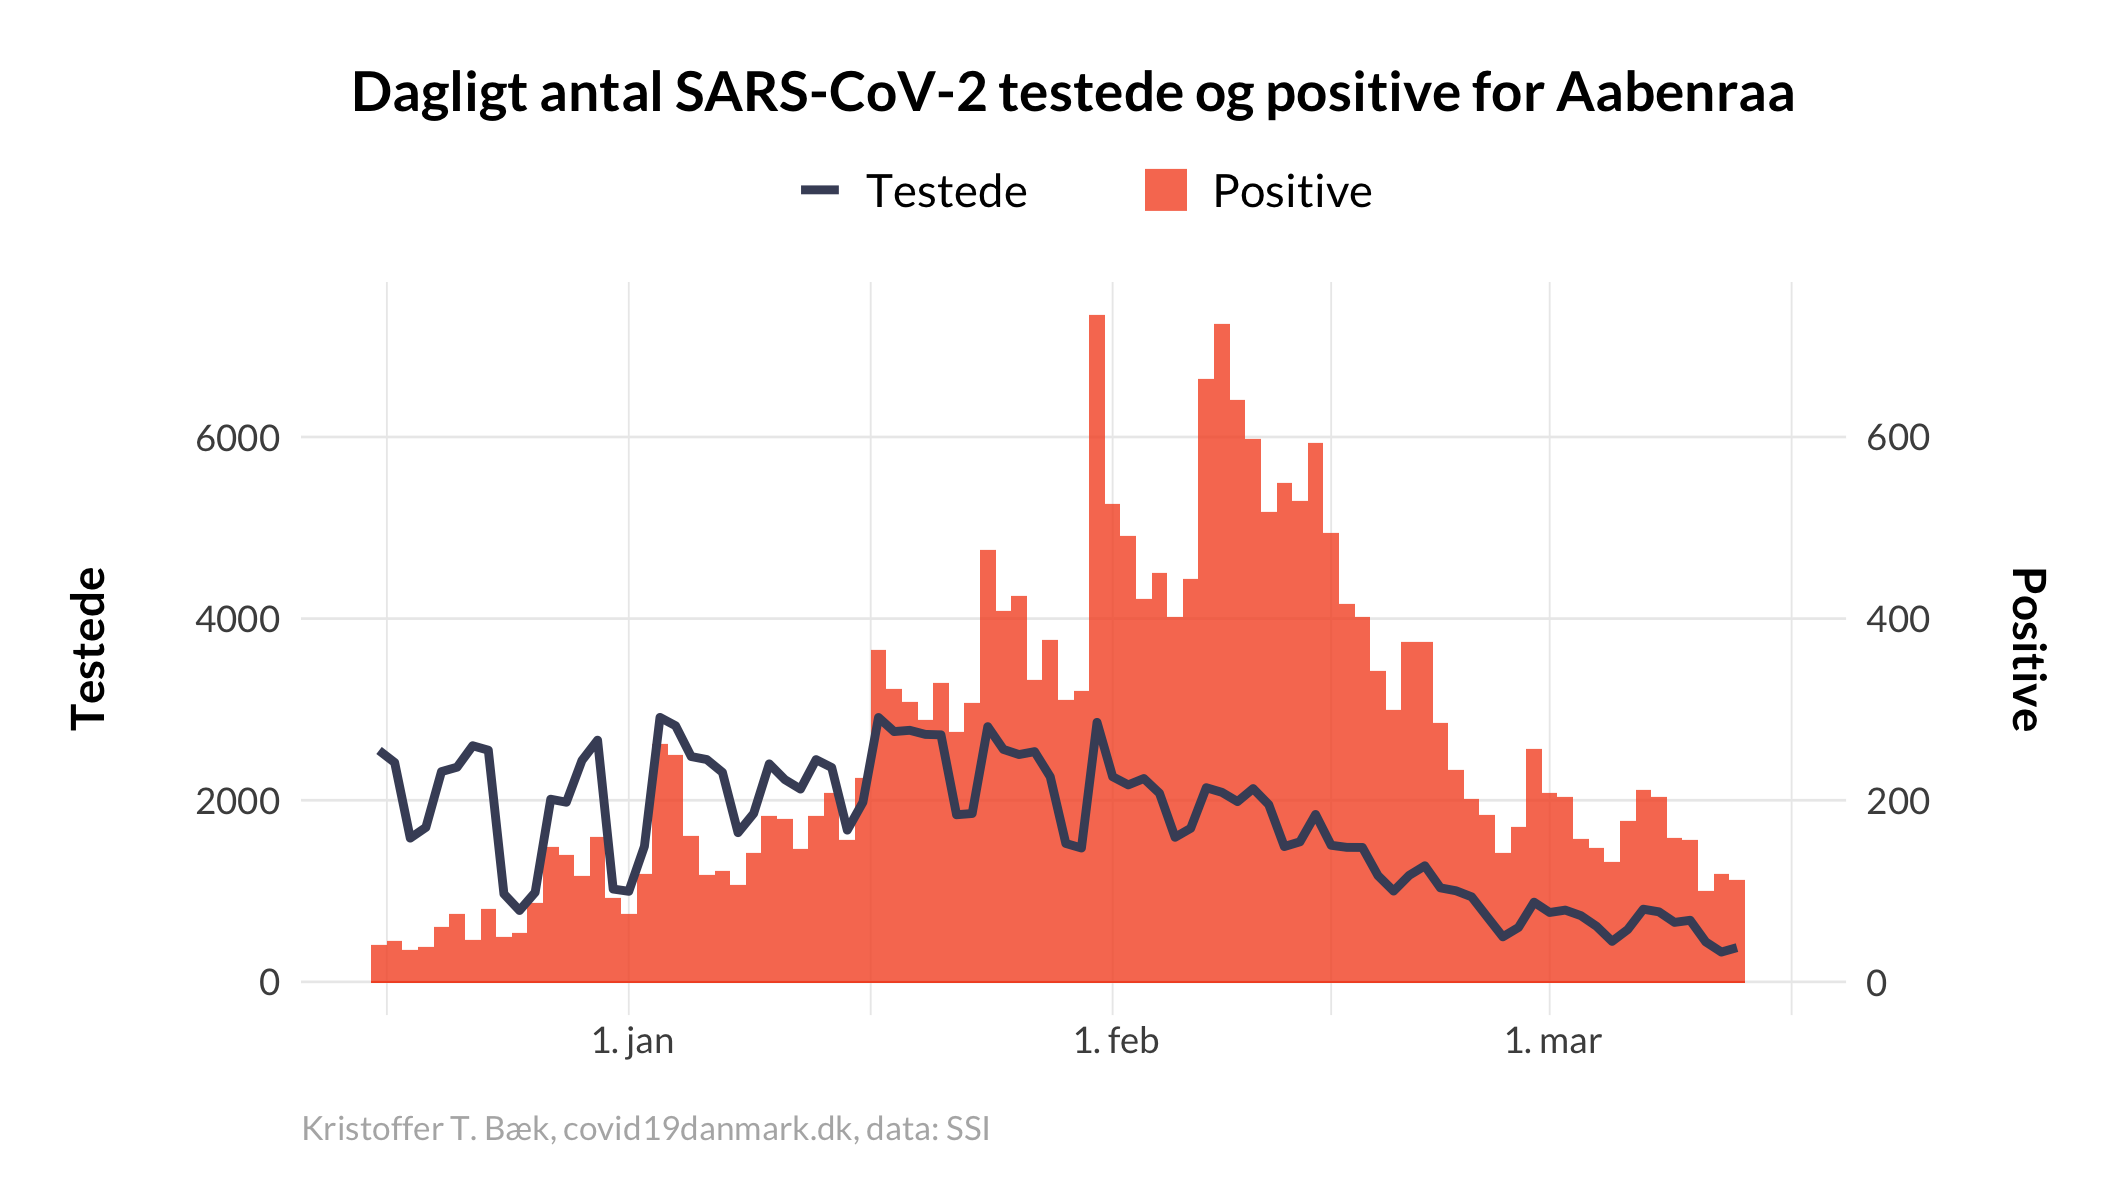 Dagligt antal SARS-CoV-2 testede og positive for Aabenraa
Testede Positive
6000 600
4000 400
2000 200
0 0
Testede
Positive
1. jan 1. feb 1. mar
Kristoffer T. Bæk, covid19danmark.dk, data: SSI